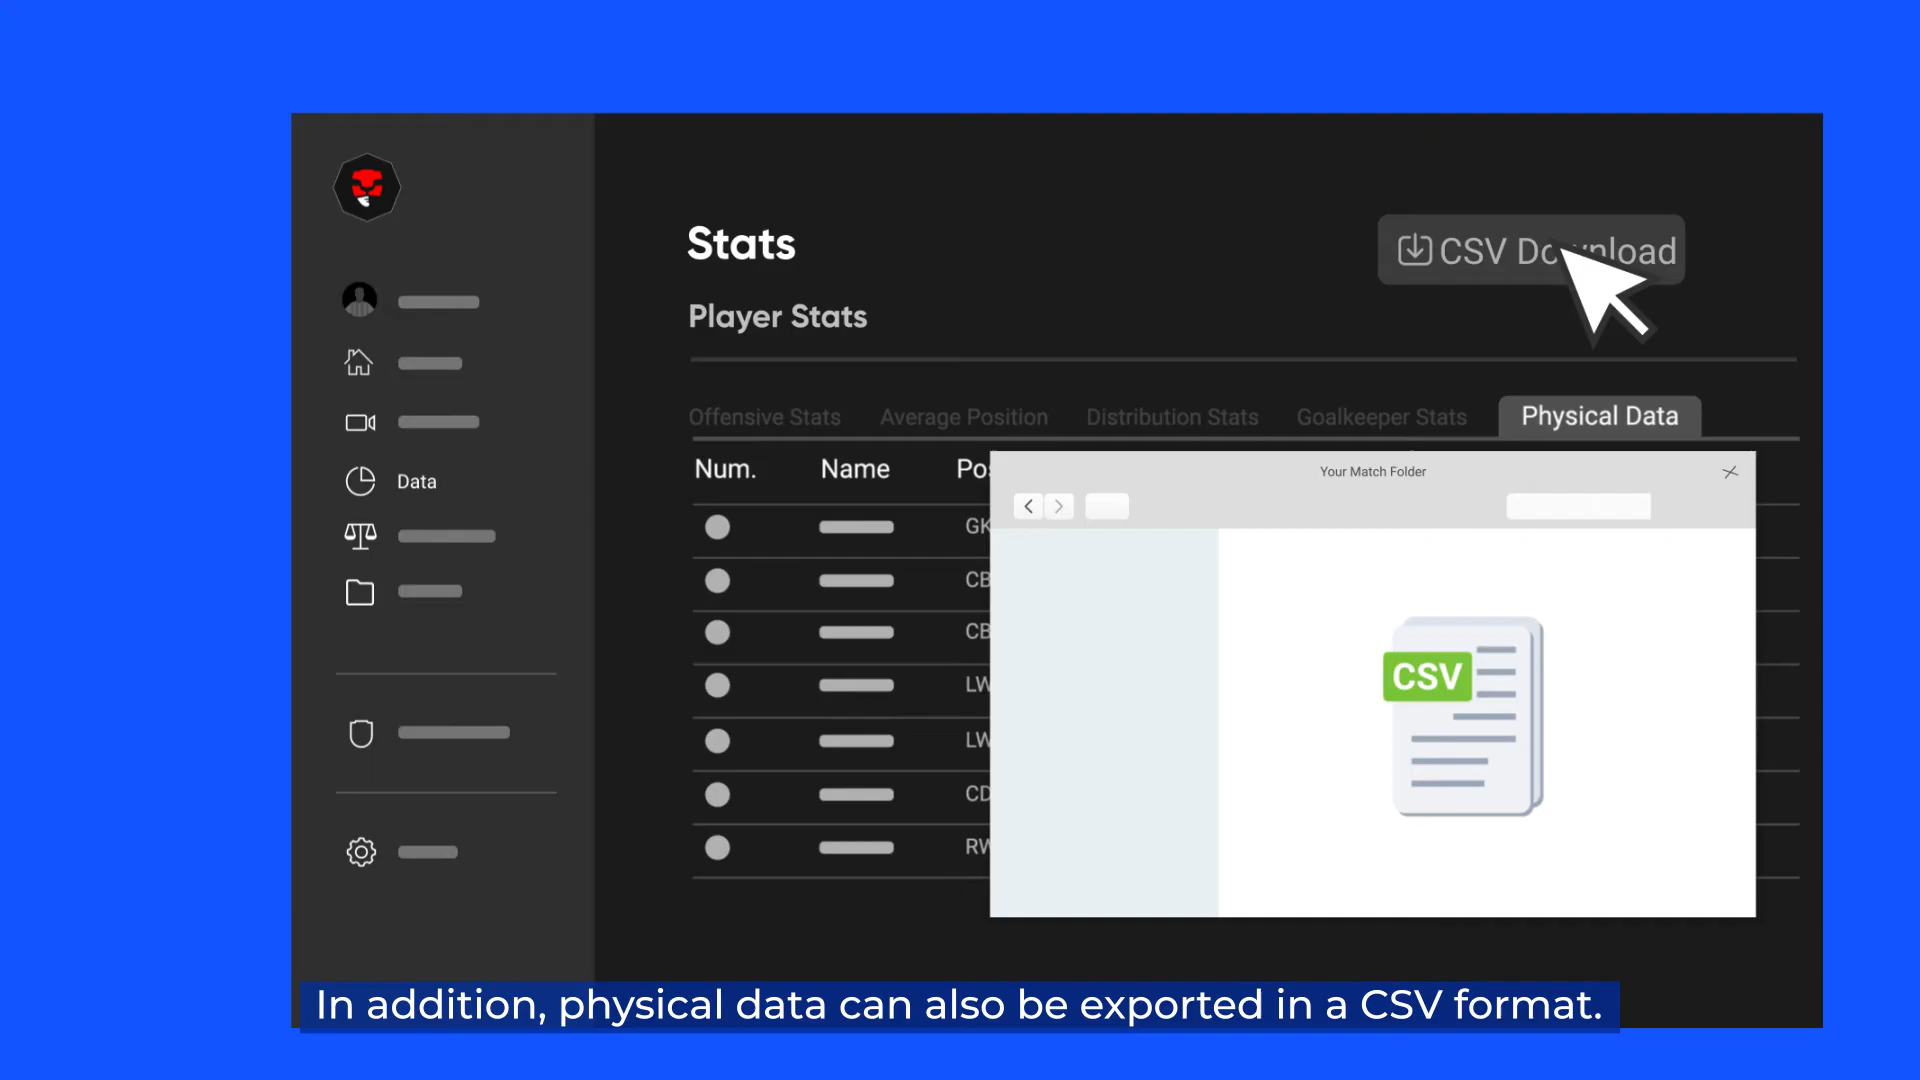 Stats
CSV Download
Player Stats
Offensive Stats Average Position Distribution Stats Goalkeeper Stats Physical Data
Num. Name Pos
Your Match Folder
Data
GK
CB
CB
LW
LW
CD
RW
CSV
In addition, physical data can also be exported in a CSV format.